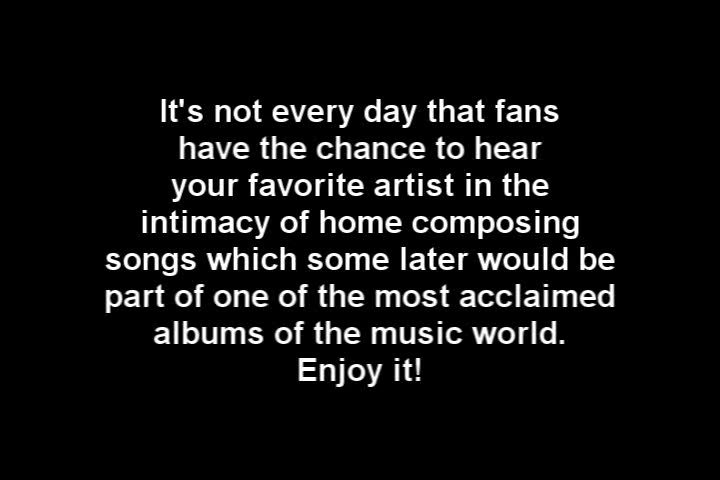 It's not every day that fans
have the chance to hear
your favorite artist in the
intimacy of home composing
songs which some later would be
part of one of the most acclaimed
albums of the music world.
Enjoy it!